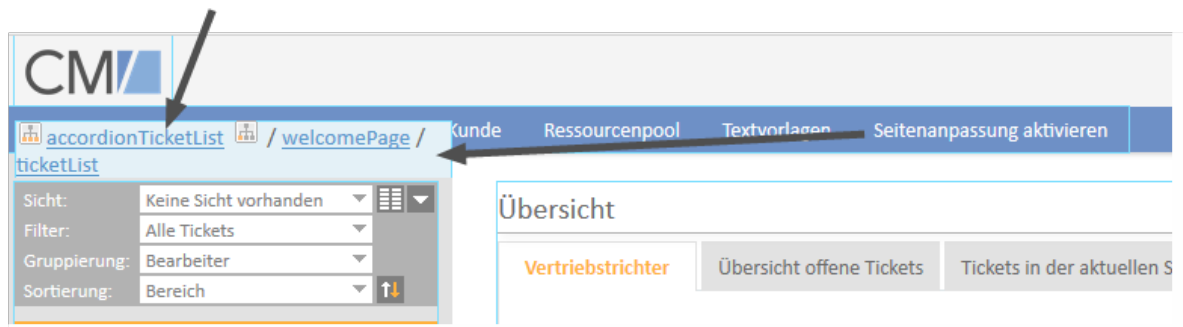 CM/
accordionTicketList / welcomePage /
ticketList
Kunde Ressourcenpool Textvorlagen Seitenanpassung aktivieren
Sicht: Keine Sicht vorhanden
Filter: Alle Tickets
Gruppierung: Bearbeiter
Sortierung: Bereich
Übersicht
Vertriebstrichter Übersicht offene Tickets Tickets in der aktuellen S